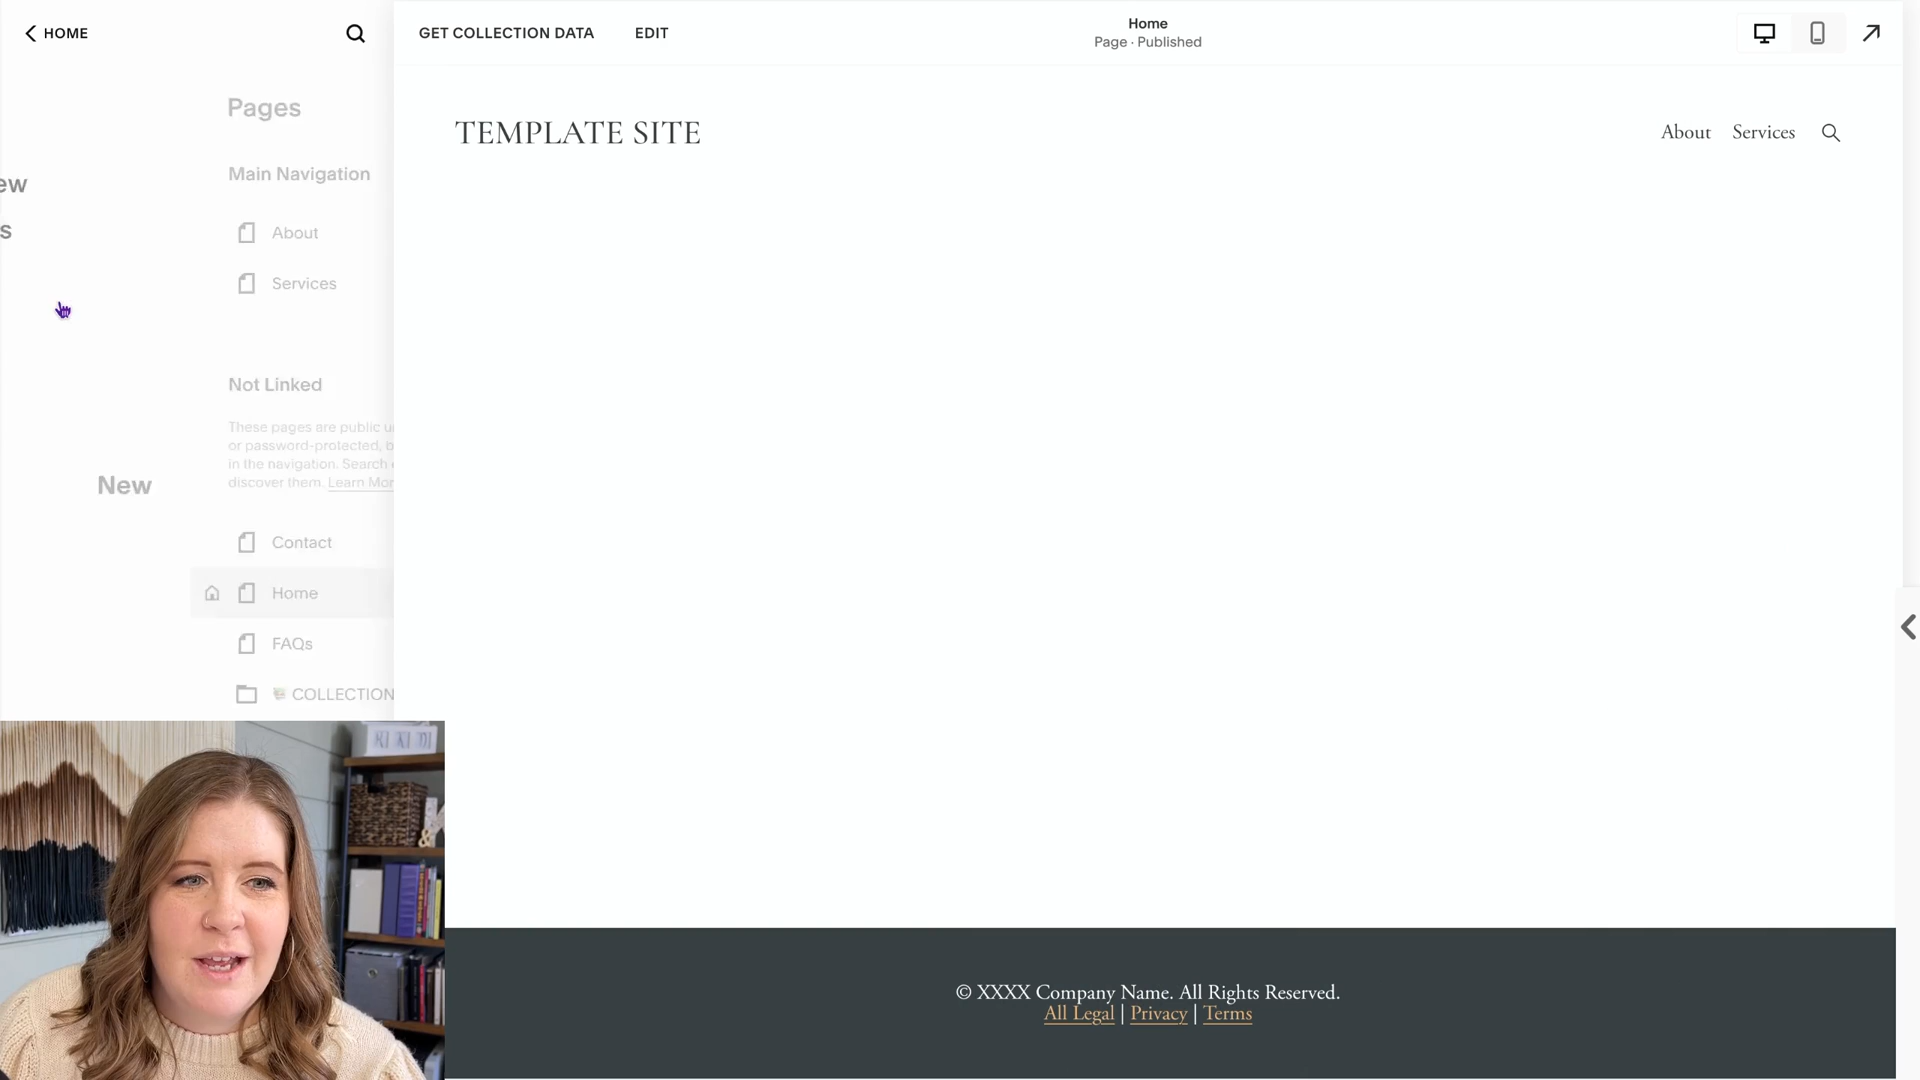 HOME
GET COLLECTION DATA
EDIT
Home
Page · Published
Pages
Main Navigation
ew
s
About
Services
Not Linked
These pages are public
or password-protected,
in the navigation. Search
discover them. Learn
New
Contact
Home
FAQs
COLLECTION
TEMPLATE SITE
About
Services
© XXXX Company Name. All Rights Reserved.
All Legal | Privacy | Terms
&